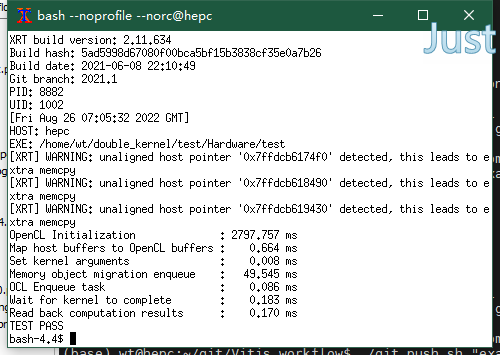 bash --noprofile --norc@hepc
XRT build version: 2.11.634
Build hash: 5ad5998d67080f00bca5bf15b3838cf35e0a7b26
Build date: 2021-06-08 22:10:49
Git branch: 2021.1
PID: 8882
UID: 1002
[Fri Aug 26 07:05:32 2022 GMT]
HOST: hepc
EXE: /home/wt/double_kernel/test/Hardware/test
[XRT] WARNING: unaligned host pointer '0x7ffdcb6174f0' detected, this leads to e
xtra memcpy
[XRT] WARNING: unaligned host pointer '0x7ffdcb618490' detected, this leads to e
xtra memcpy
[XRT] WARNING: unaligned host pointer '0x7ffdcb619430' detected, this leads to e
xtra memcpy
OpenCL Initialization : 2797.757 ms
Map host buffers to OpenCL buffers : 0.664 ms
Set kernel arguments : 0.008 ms
Memory object migration enqueue : 49.545 ms
OCL Enqueue task : 0.086 ms
Wait for kernel to complete : 0.183 ms
Read back computation results : 0.170 ms
TEST PASS
bash-4.4$
Just
(base) wt@hepc:~/git/Vitis_workflow$ ./git_push.sh "ex